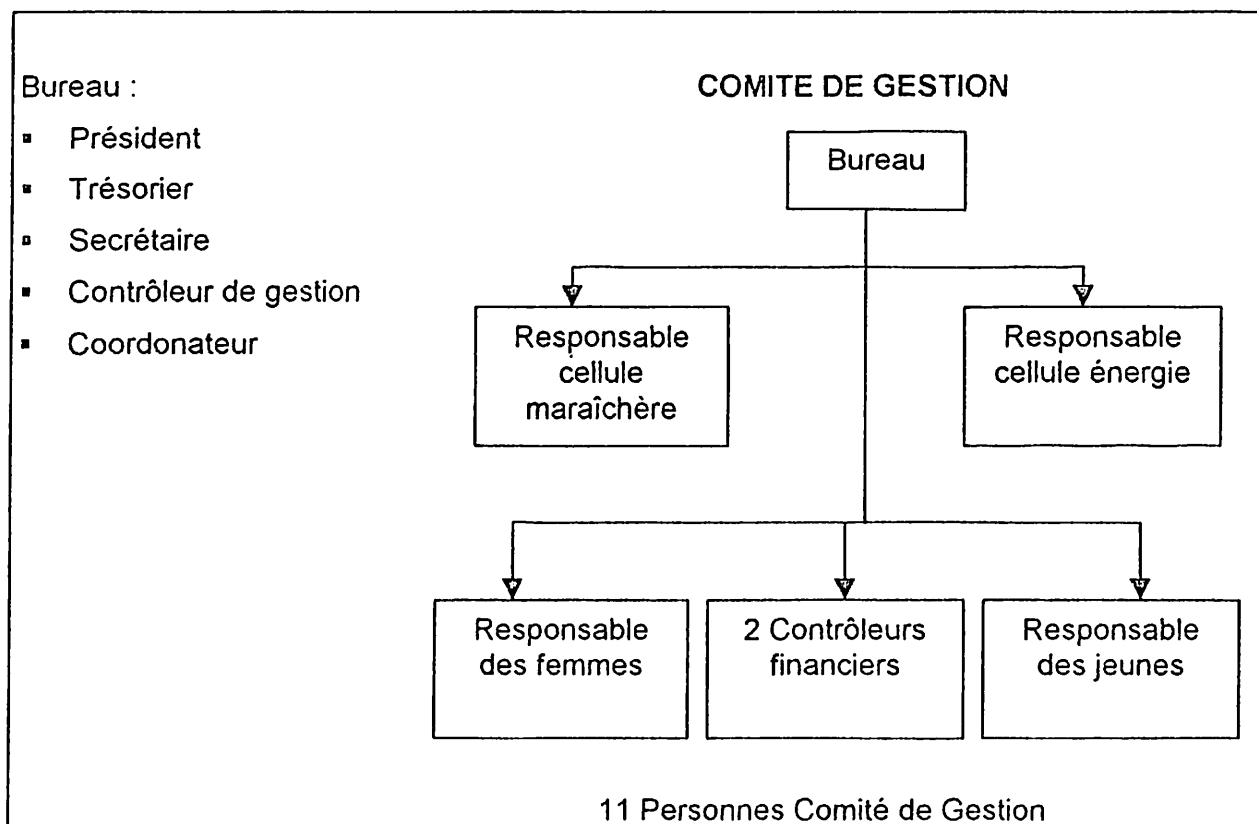 Bureau :
Président
Trésorier
Secrétaire
Contrôleur de gestion
Coordonateur
COMITE DE GESTION
Bureau
Responsable
cellule
maraîchère
Responsable
cellule énergie
Responsable
des femmes
2 Contrôleurs
financiers
Responsable
des jeunes
11 Personnes Comité de Gestion